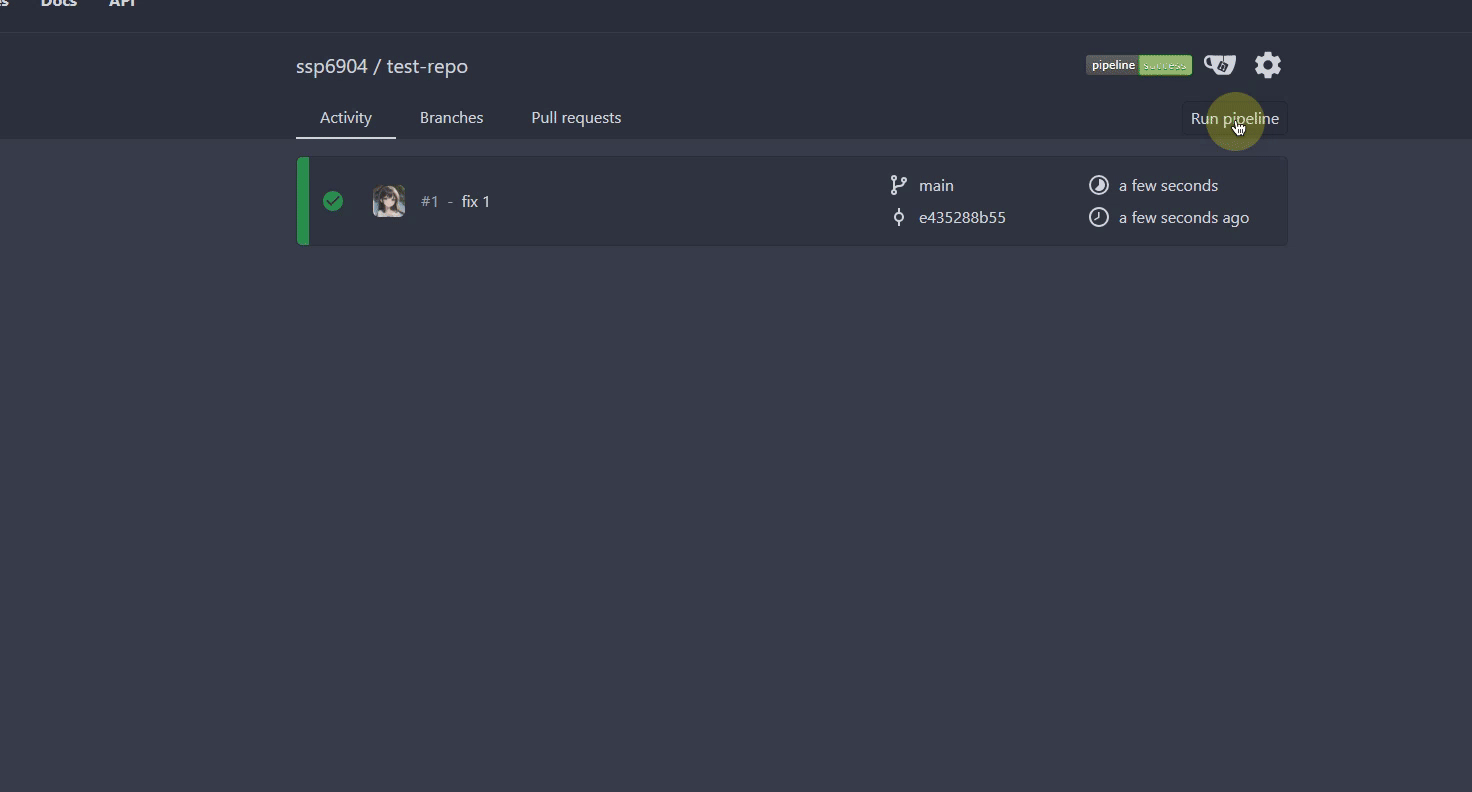 Docs API
ssp6904 / test-repo
pipeline success
Activity Branches Pull requests
Run pipeline
#1 - fix 1
main
a few seconds
e435288b55
a few seconds ago